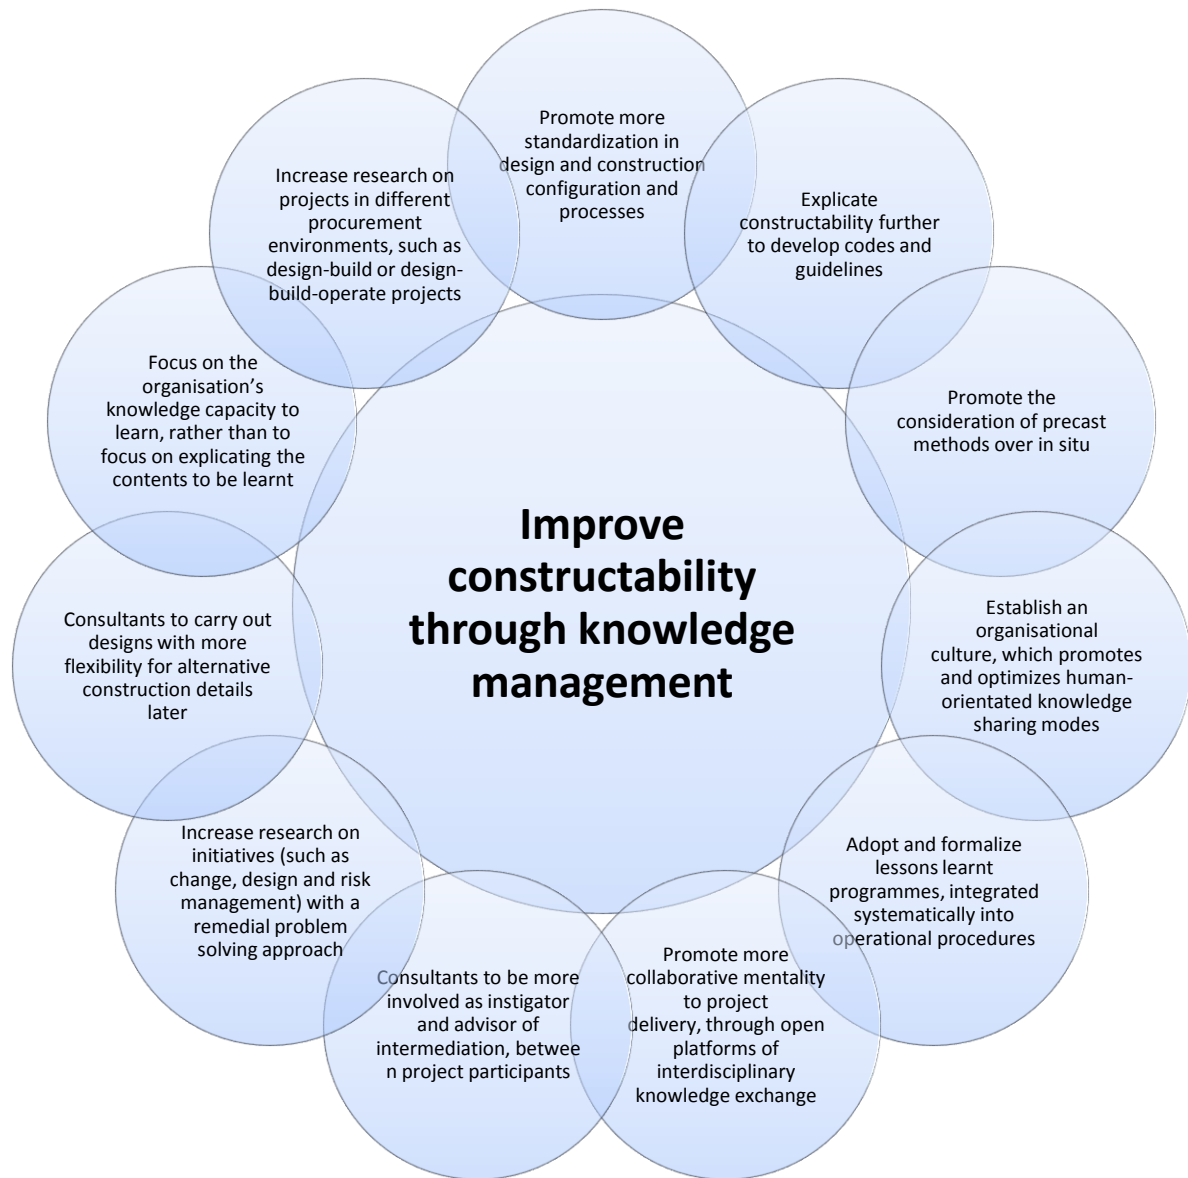 Promote more
standardization in
design and construction
configuration and
processes
Explicate
constructability further
to develop codes and
guidelines
Promote the
consideration of precast
methods over in situ
Establish an
organisational
culture, which promotes
and optimizes human-
orientated knowledge
sharing modes
Adopt and formalize
lessons learnt
programmes, integrated
systematically into
operational procedures
Promote more
collaborative mentality
to project
delivery, through open
platforms of
interdisciplinary
knowledge exchange
Consultants to be more
involved as instigator
and advisor of
intermediation, betwee
n project participants
Increase research on
initiatives (such as
change, design and risk
management) with a
remedial problem
solving approach
Consultants to carry out
designs with more
flexibility for alternative
construction details
later
Focus on the
organisation's
knowledge capacity to
learn, rather than to
focus on explicating the
contents to be learnt
Increase research on
projects in different
procurement
environments, such as
design-build or design-
build-operate projects
Improve
constructability
through knowledge
management